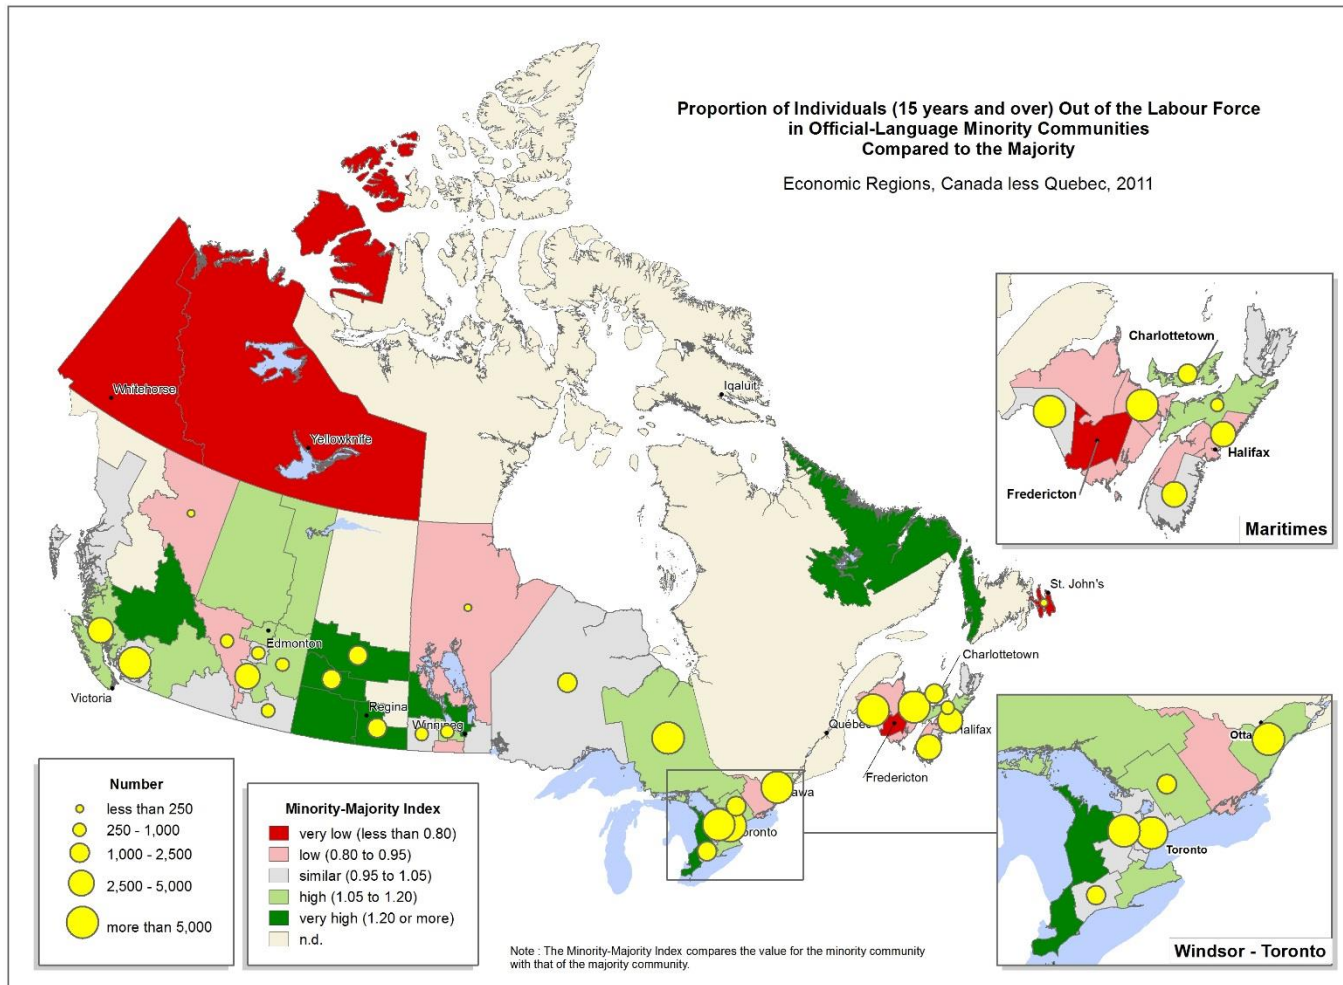 Proportion of Individuals (15 years and over) Out of the Labour Force
in Official-Language Minority Communities
Compared to the Majority
Economic Regions, Canada less Quebec, 2011
Whitehorse
Yellowknife
Iqaluit
Edmonton
Victoria
Regina
Winnipeg
Québec
Fredericton
Charlottetown
St. John's
Halifax
awa
oronto
Charlottetown
Halifax
Fredericton
Maritimes
Otta
Toronto
Windsor - Toronto
Number
less than 250
250 - 1,000
1,000 - 2,500
2,500 - 5,000
more than 5,000
Minority-Majority Index
very low (less than 0.80)
low (0.80 to 0.95)
similar (0.95 to 1.05)
high (1.05 to 1.20)
very high (1.20 or more)
n.d.
Note : The Minority-Majority Index compares the value for the minority community
with that of the majority community.